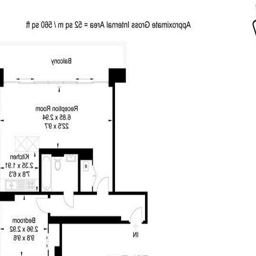 Approximate Gross Internal Area = 52 sq m / 560 sq ft
Balcony
Reception Room
6.85 x 2.94
22'5 x 9'7
Kitchen
2.35 x 1.91
7'8 x 6'3
Bedroom
2.96 x 2.92
9'8 x 9'6
IN